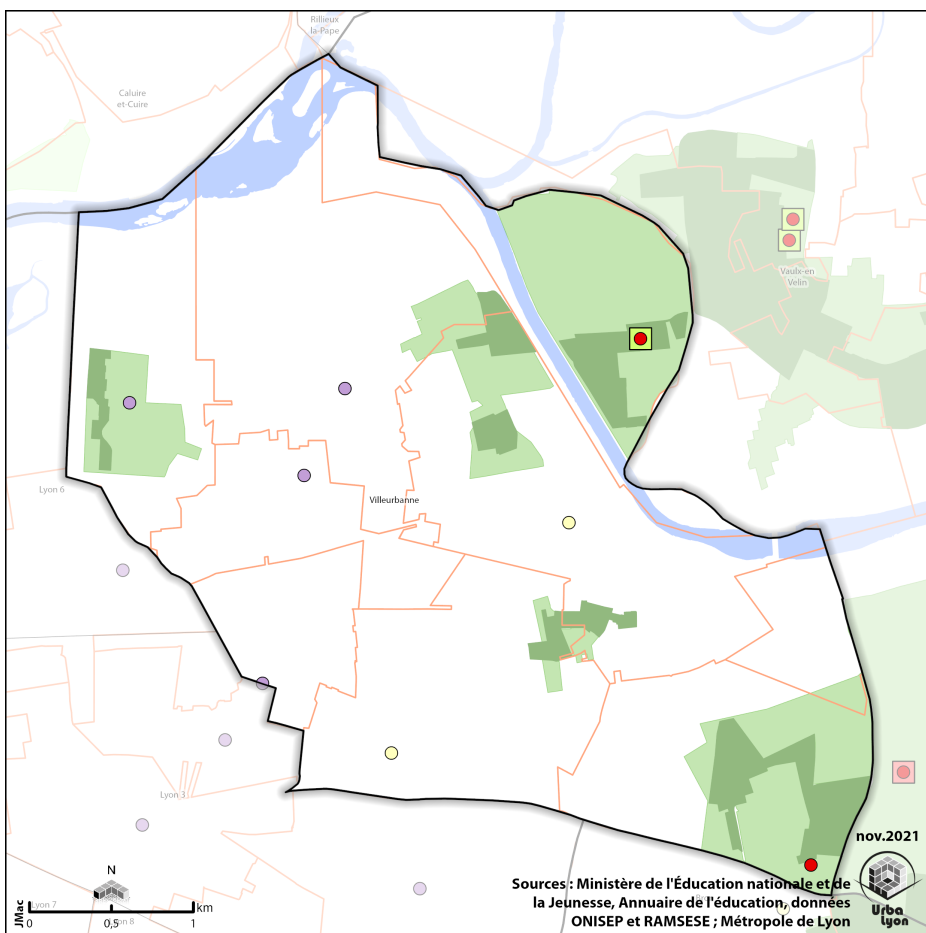 Rillieux
la-Pape
Caluire
et-Cuire
Vaulx-en
Velin
Lyon 6
Villeurbanne
Lyon 3
nov.2021
N
Sources : Ministère de l'Éducation nationale et de
la Jeunesse, Annuaire de l'éducation, données
ONISEP et RAMSESE ; Métropole de Lyon
Urba
Lyon
JlMac
Lyon 7
km
0
0,5
1
Lyon 8